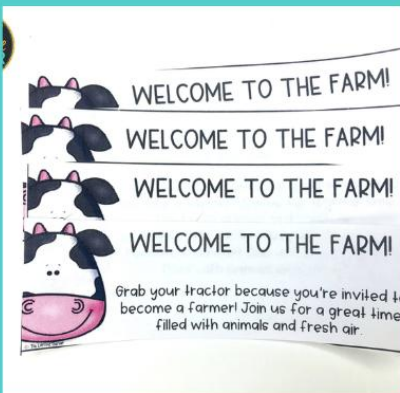 WELCOME TO THE FARM!
WELCOME TO THE FARM!
WELCOME TO THE FARM!
WELCOME TO THE FARM!
Grab your tractor because you're invited
become a farmer! Join us for a great time
filled with animals and fresh air.